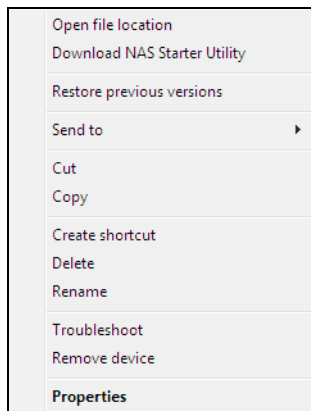 Open file location
Download NAS Starter Utility
Restore previous versions
Send to
Cut
Copy
Create shortcut
Delete
Rename
Troubleshoot
Remove device
Properties